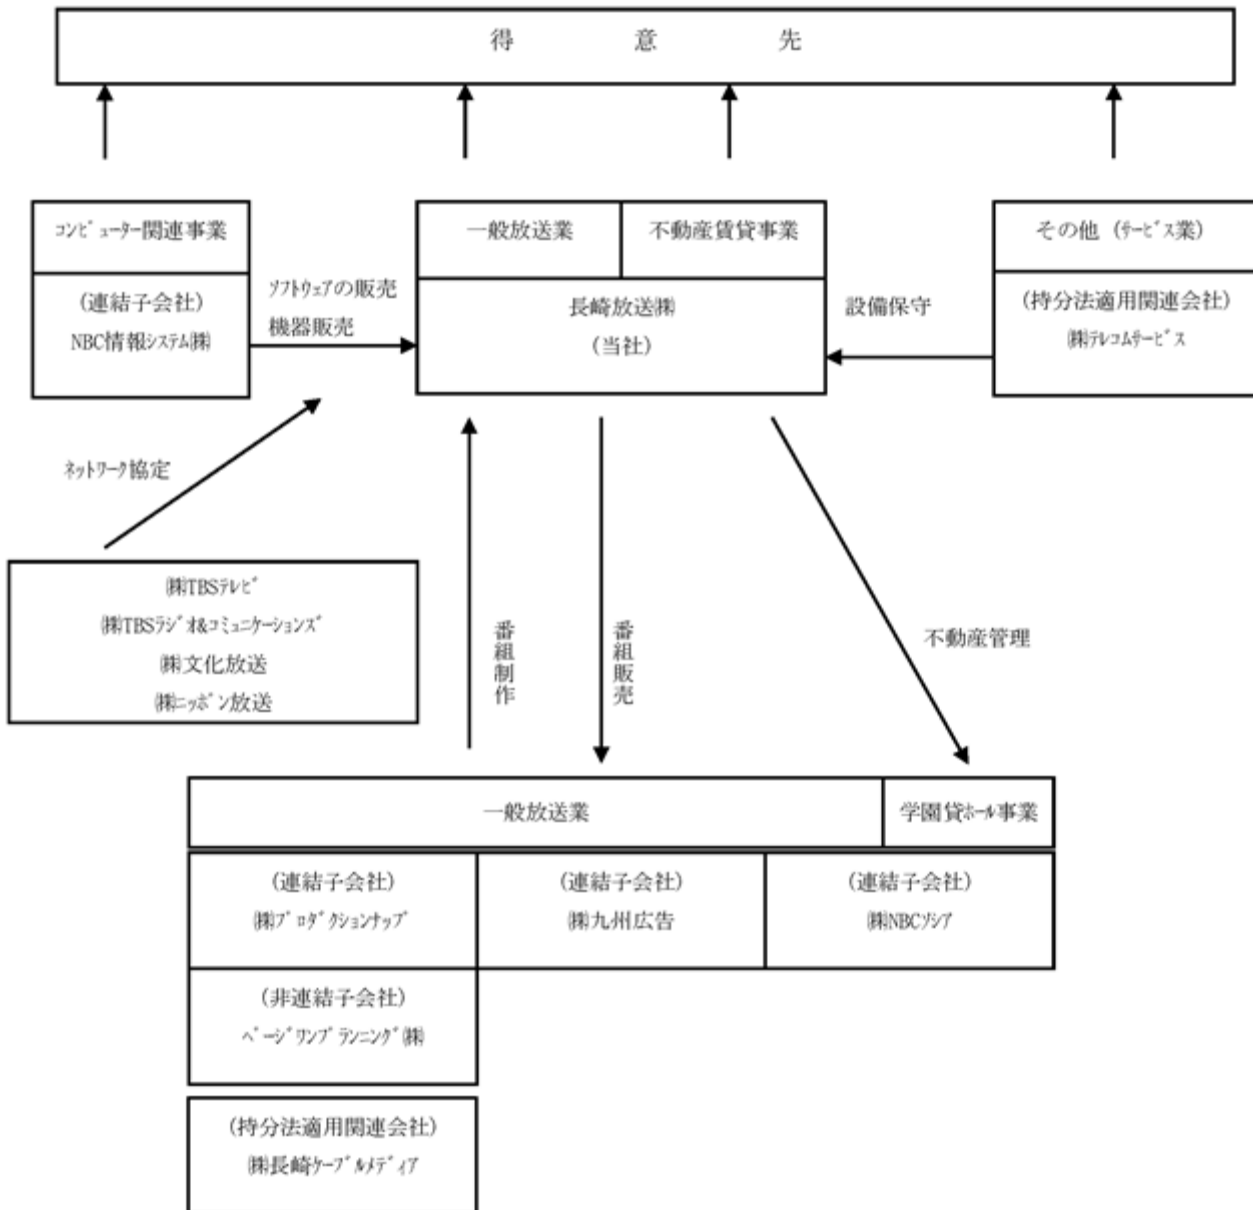 得意先
コンピューター関連事業
(連結子会社)
NBC情報システム㈱
ソフトウェアの販売
機器販売
一般放送業
不動産賃貸事業
長崎放送㈱
(当社)
設備保守
その他 (サービス業)
(持分法適用関連会社)
㈱テレコムサービス
ネットワーク協定
㈱TBSテレビ
㈱TBSラジオ&コミュニケーションズ
㈱文化放送
㈱ニッポン放送
番組制作
番組販売
不動産管理
一般放送業
学園貸ホール事業
(連結子会社)
㈱プロダクションナップ
(連結子会社)
㈱九州広告
(連結子会社)
㈱NBCソシア
(非連結子会社)
ページワンプランニング㈱
(持分法適用関連会社)
㈱長崎ケーブルメディア